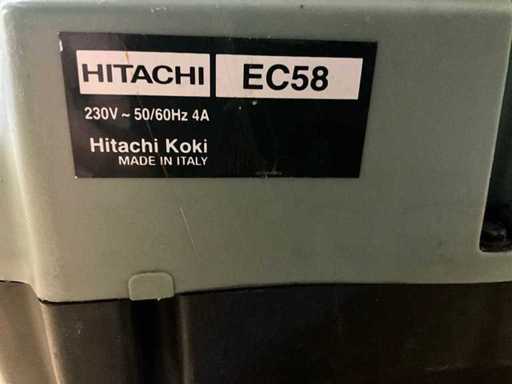 HITACHI EC58
230V ~ 50/60Hz 4A
Hitachi Koki
MADE IN ITALY